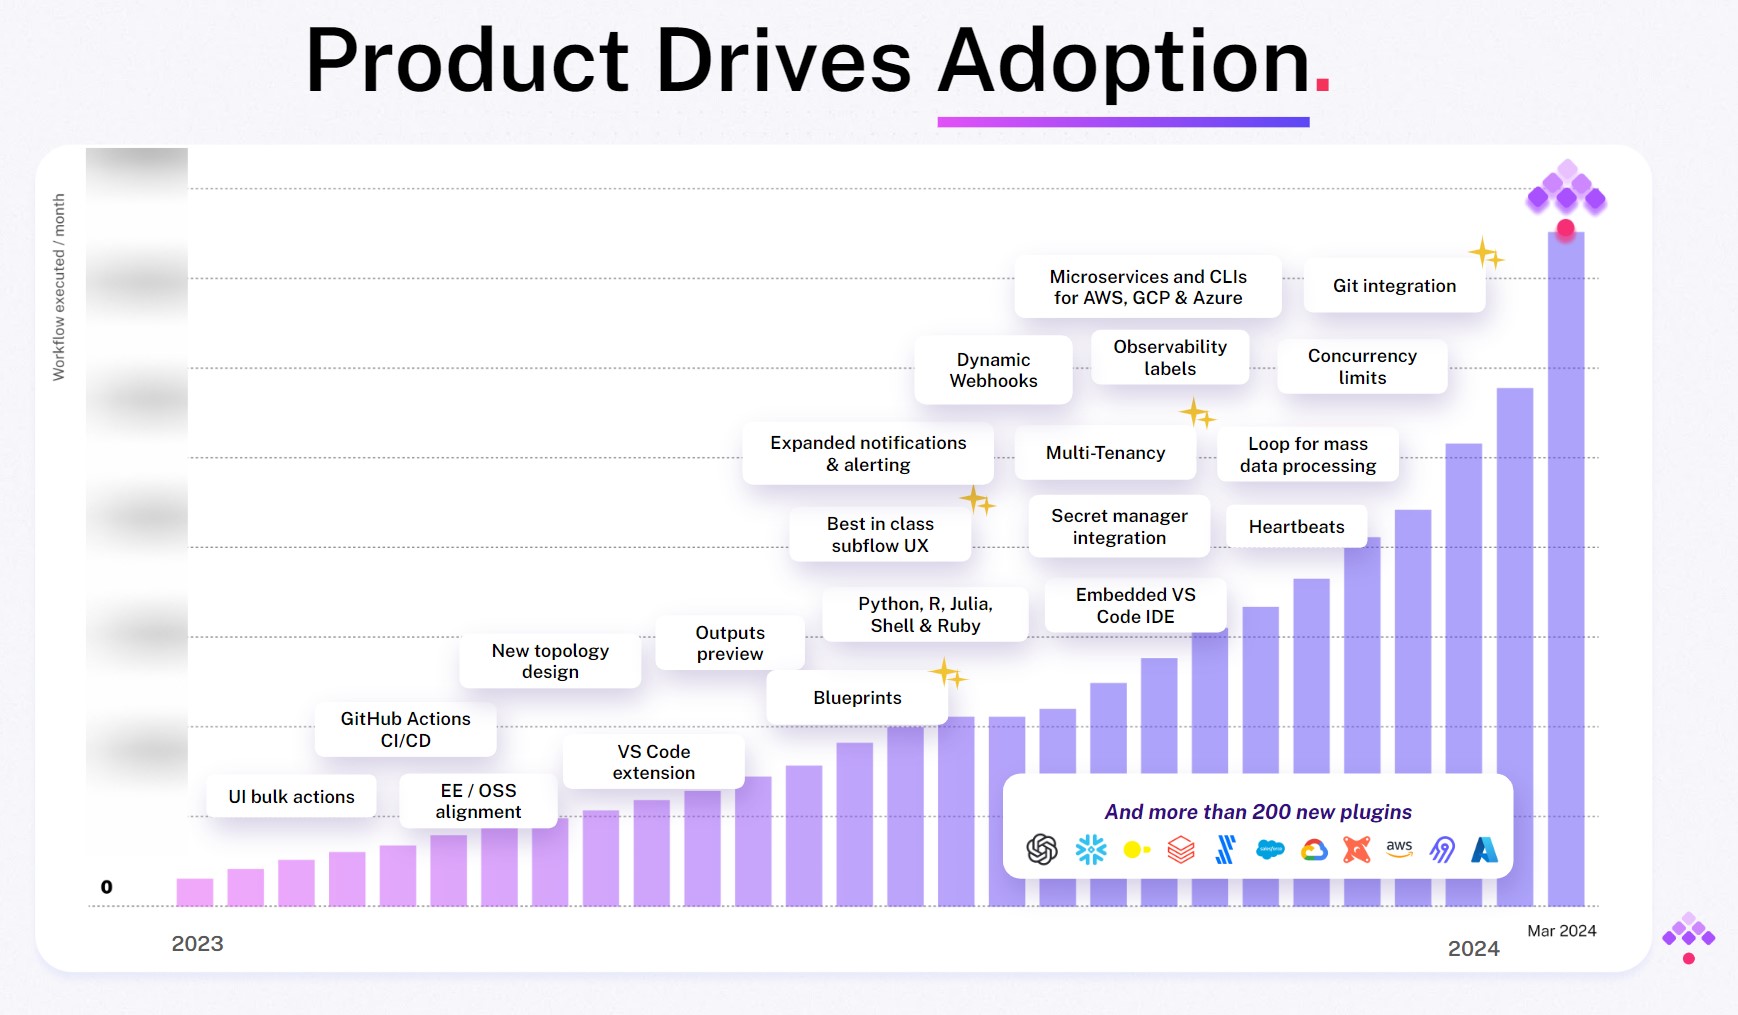 Product Drives Adoption.
Workflow executed / month
Microservices and CLIs
for AWS, GCP & Azure
Git integration
Dynamic
Webhooks
Observability
labels
Concurrency
limits
Expanded notifications
& alerting
Multi-Tenancy
Loop for mass
data processing
Best in class
subflow UX
Secret manager
integration
Heartbeats
Python, R, Julia,
Shell & Ruby
Embedded VS
Code IDE
New topology
design
Outputs
preview
Blueprints
GitHub Actions
CI/CD
VS Code
extension
UI bulk actions
EE / OSS
alignment
And more than 200 new plugins
salesforce
aws
0
2023
2024
Mar 2024